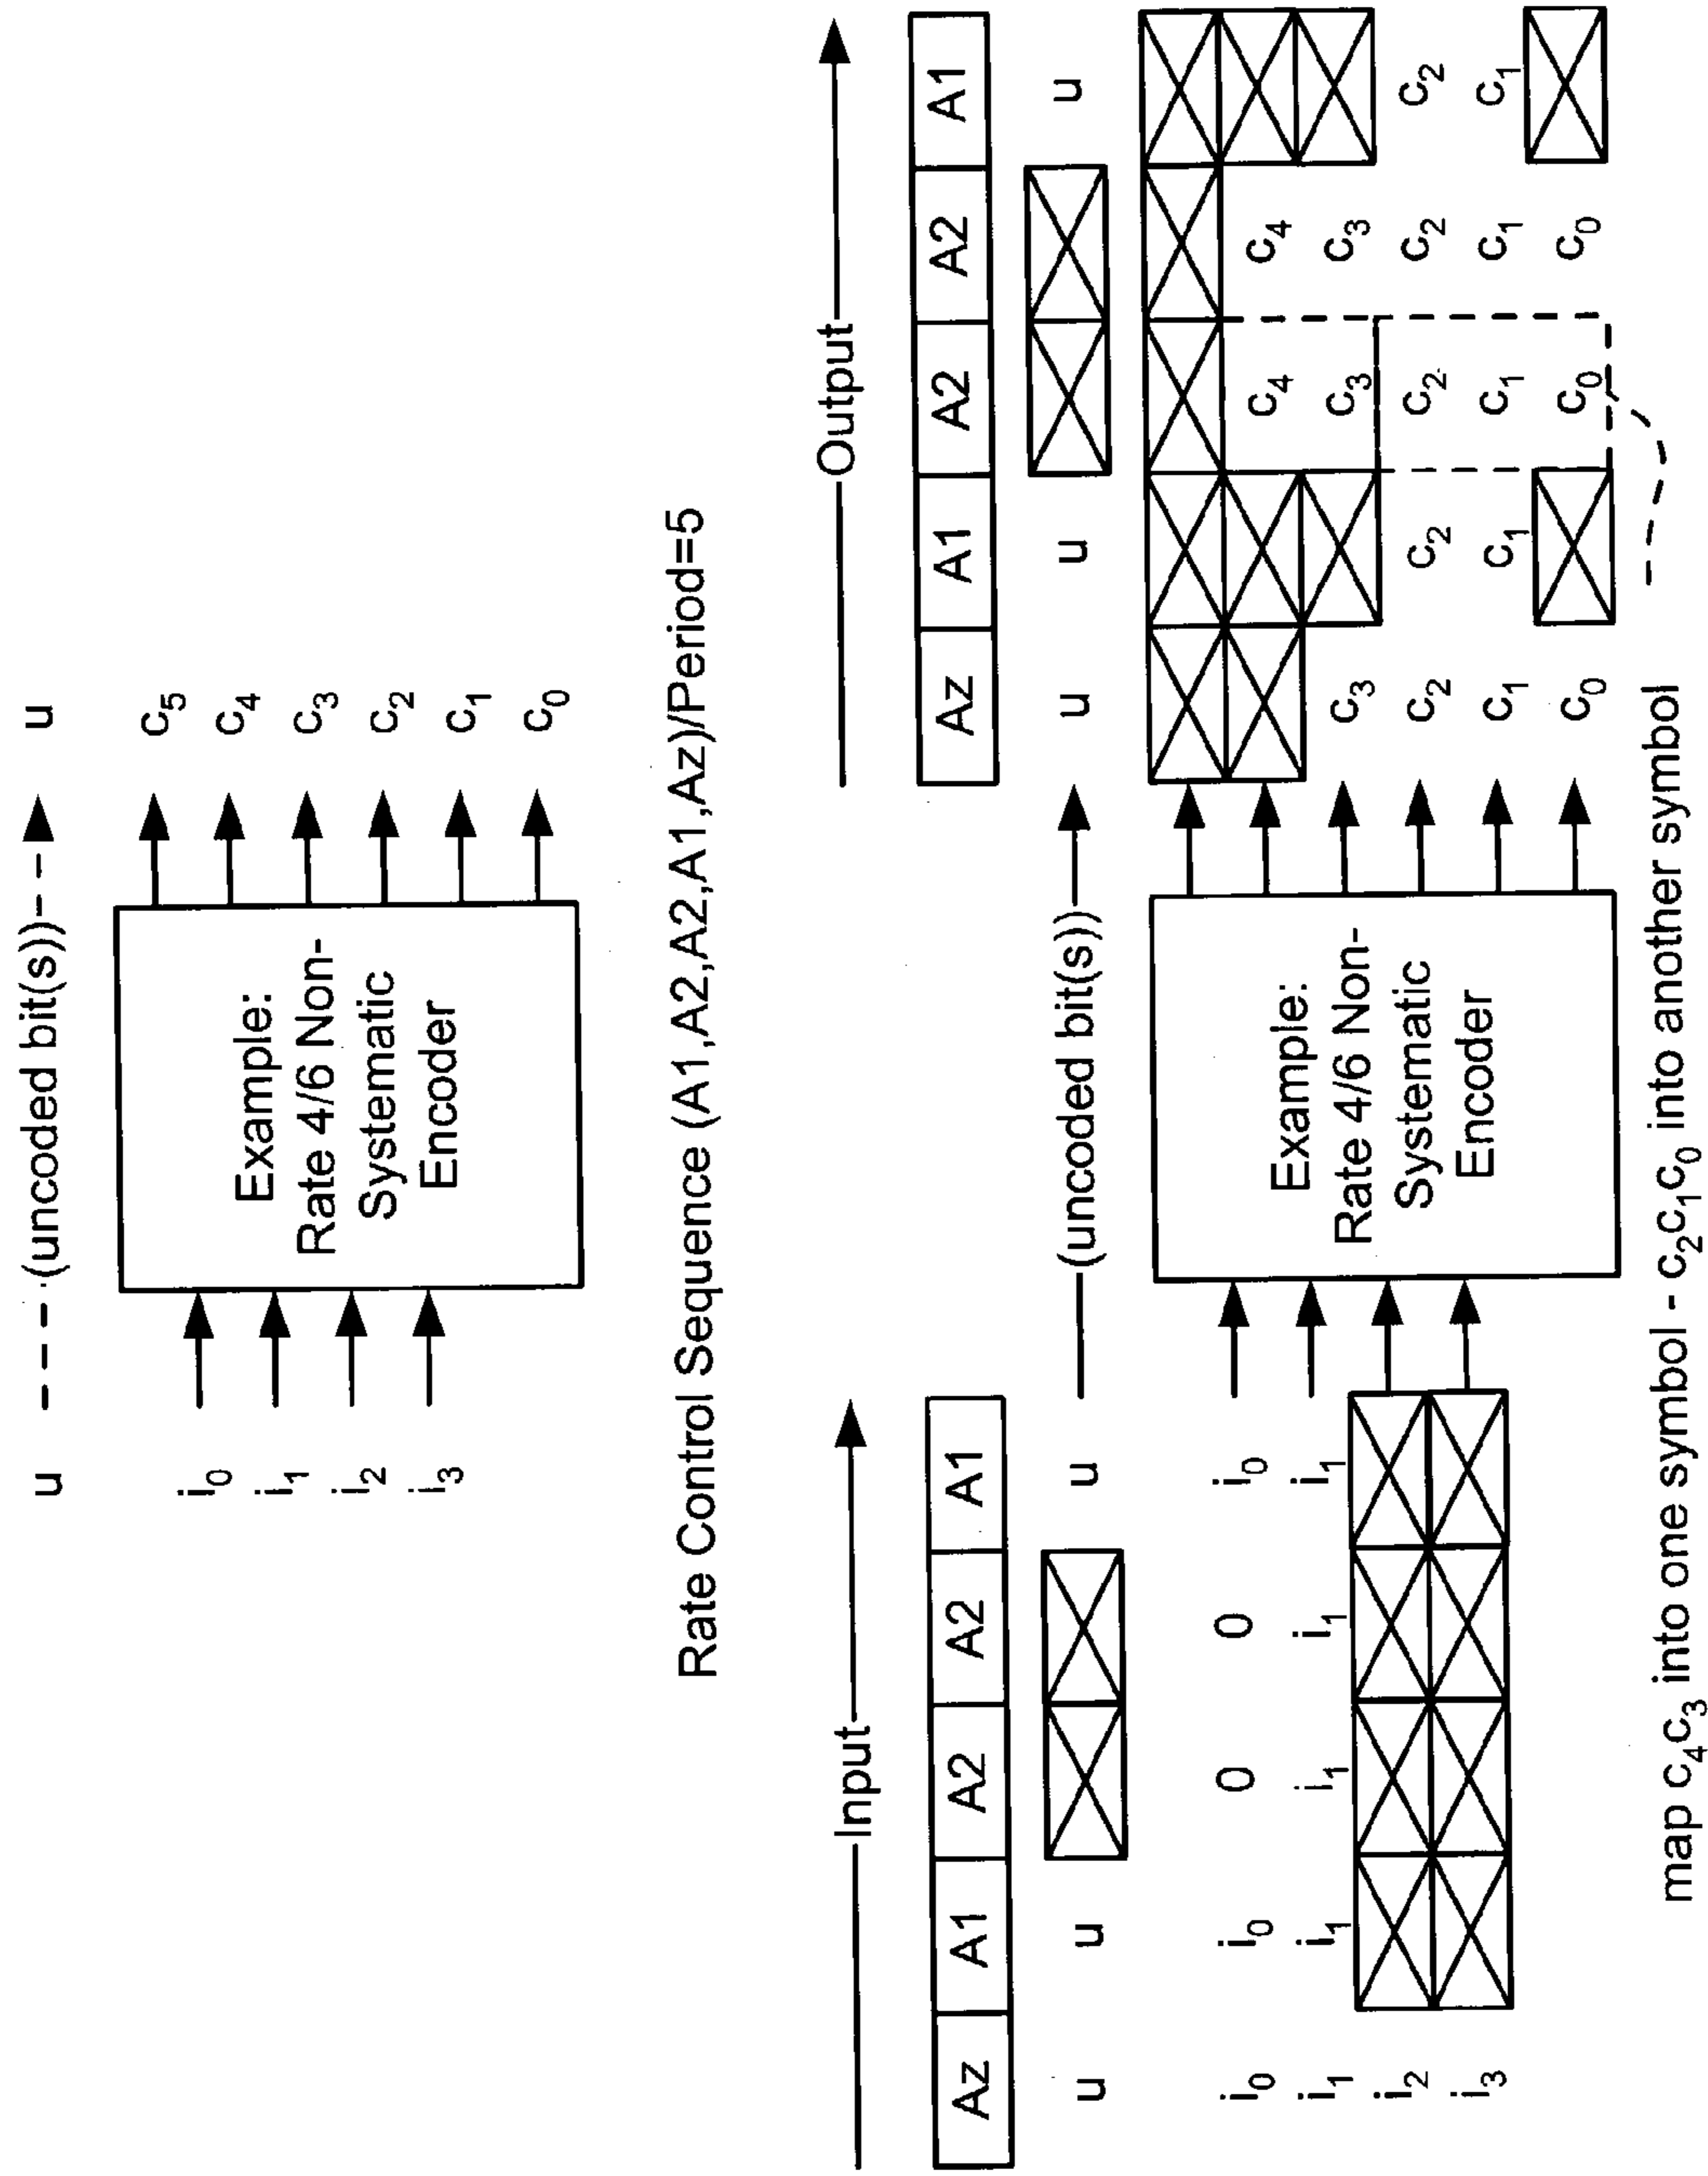 u - - - (uncoded bit(s)) - - u
i₀
i₁
i₂
i₃
Example:
Rate 4/6 Non-
Systematic
Encoder
c₅
c₄
c₃
c₂
c₁
c₀
Rate Control Sequence (A1,A2,A2,A1,Az)/Period=5
Input
Az A1 A2 A2 A1
u u u
i₀ i₀ 0 0 i₀
i₁ i₁ i₁ i₁ i₁
i₂
i₃
(uncoded bit(s))
Example:
Rate 4/6 Non-
Systematic
Encoder
Output
Az A1 A2 A2 A1
u u u
c₄ c₄
c₃ c₃ c₃
c₂ c₂ c₂ c₂ c₂
c₁ c₁ c₁ c₁ c₁
c₀ c₀ c₀
map c₄c₃ into one symbol - c₂c₁c₀ into another symbol